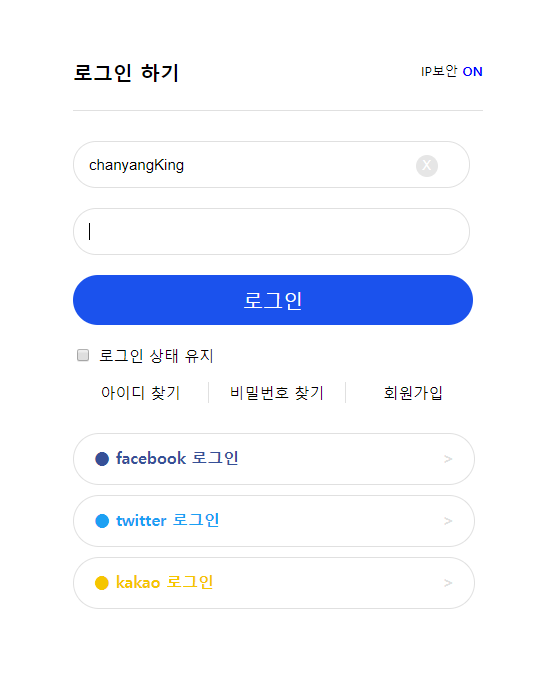 로그인 하기
IP보안 ON
chanyangKing
X
로그인
로그인 상태 유지
아이디 찾기
비밀번호 찾기
회원가입
facebook 로그인 >
twitter 로그인 >
kakao 로그인 >